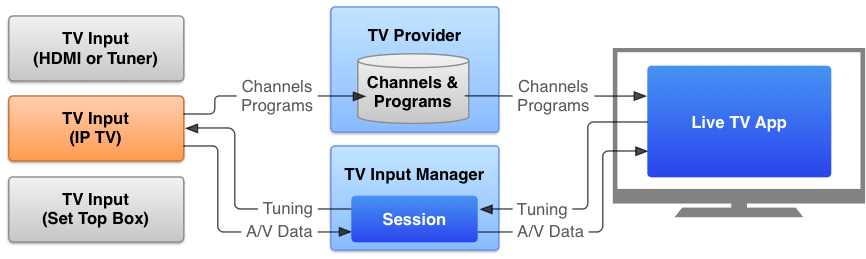 TV Input
(HDMI or Tuner)
TV Input
(IP TV)
TV Input
(Set Top Box)
Channels
Programs
Tuning
A/V Data
TV Provider
Channels &
Programs
TV Input Manager
Session
Channels
Programs
Tuning
A/V Data
Live TV App